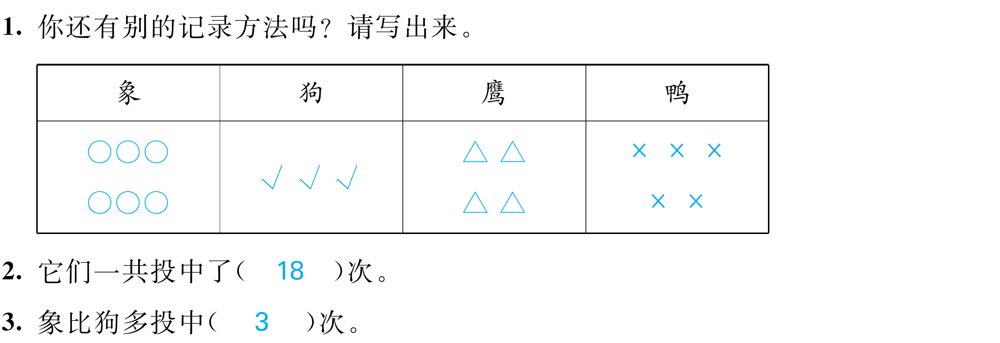 1. 你还有别的记录方法吗？请写出来。
象 狗 鹰 鸭
○○○ △ △ × × ×
√ √ √
○○○ △ △ × ×
2. 它们一共投中了( 18 )次。
3. 象比狗多投中( 3 )次。